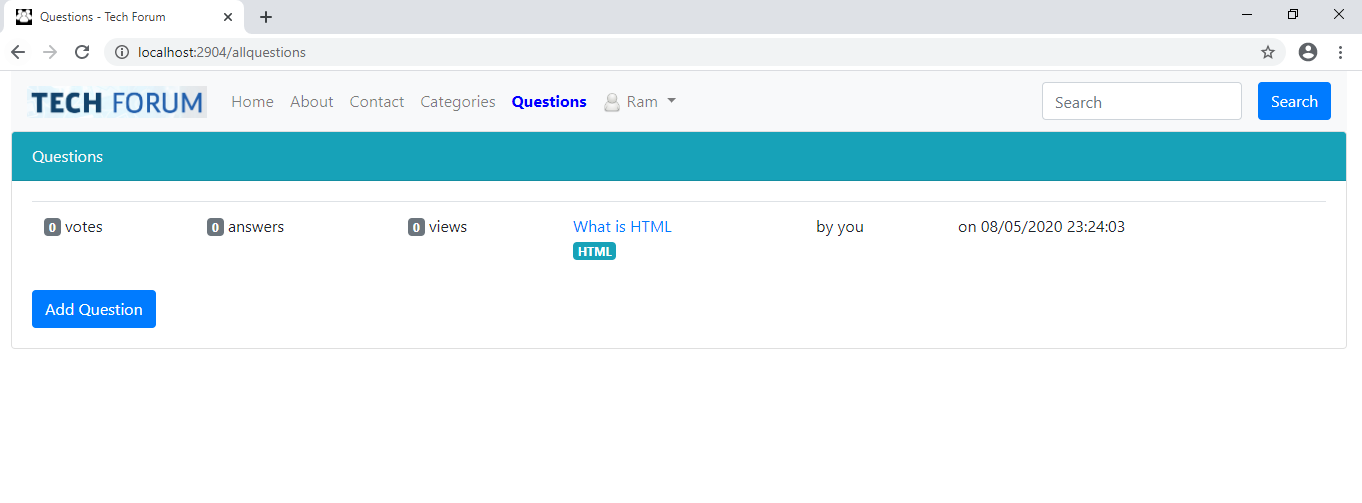 Questions - Tech Forum
localhost:2904/allquestions
TECH FORUM Home About Contact Categories Questions Ram Search Search
Questions
0 votes 0 answers 0 views What is HTML by you on 08/05/2020 23:24:03
HTML
Add Question